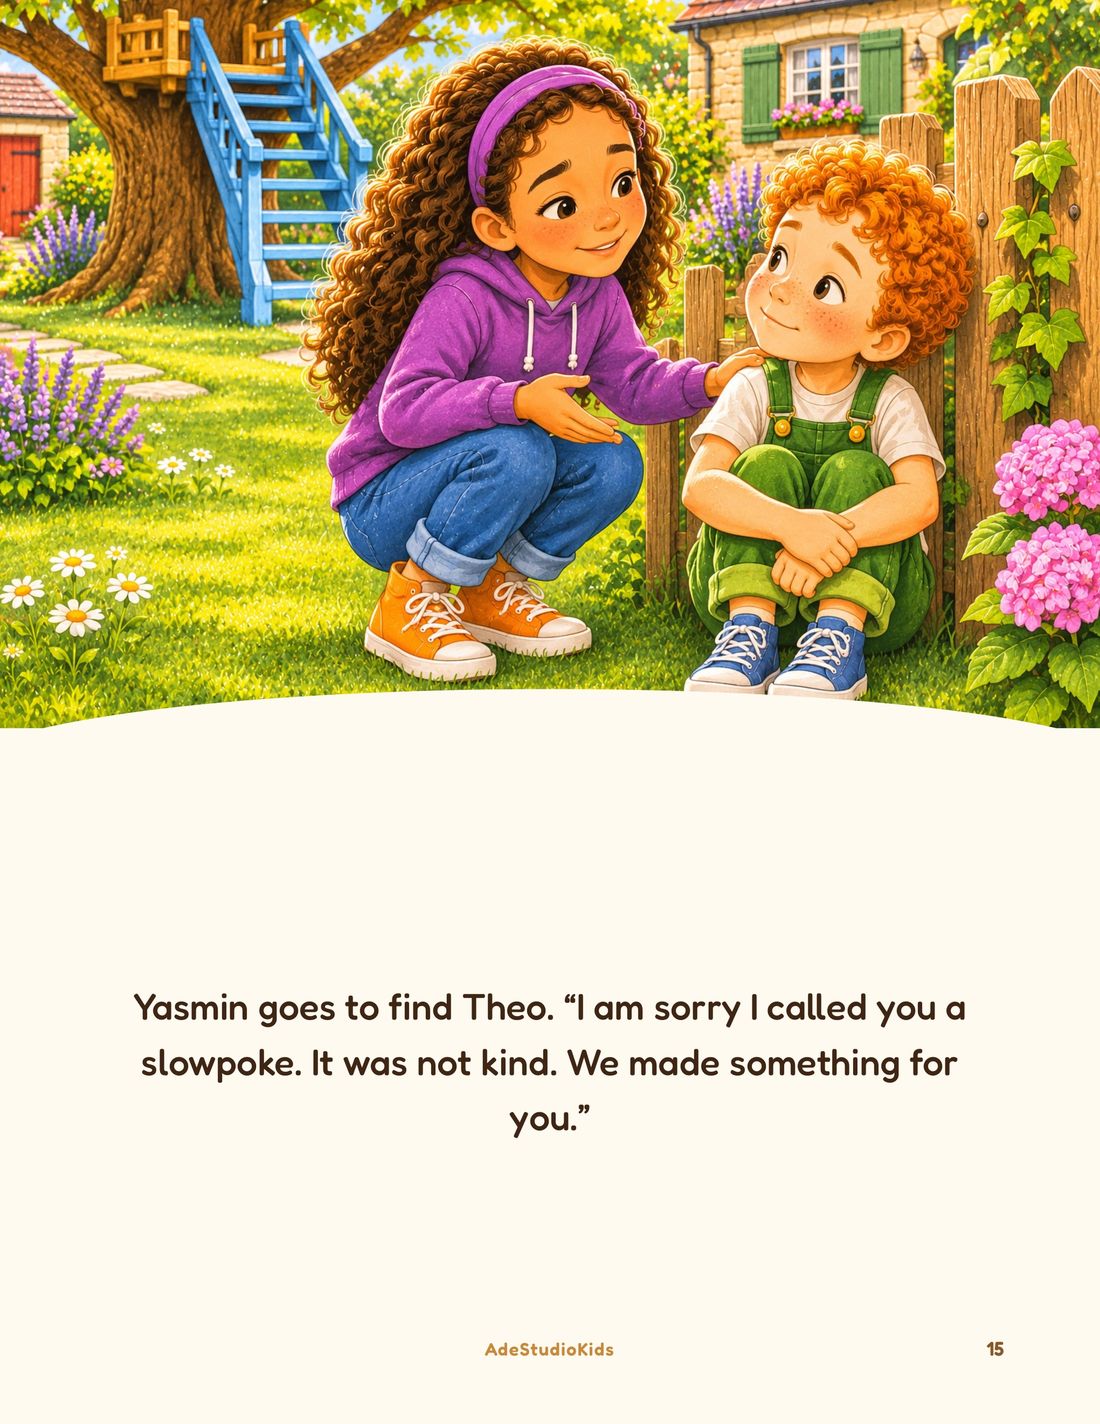 Yasmin goes to find Theo. “I am sorry I called you a
slowpoke. It was not kind. We made something for
you.”
AdeStudioKids
15